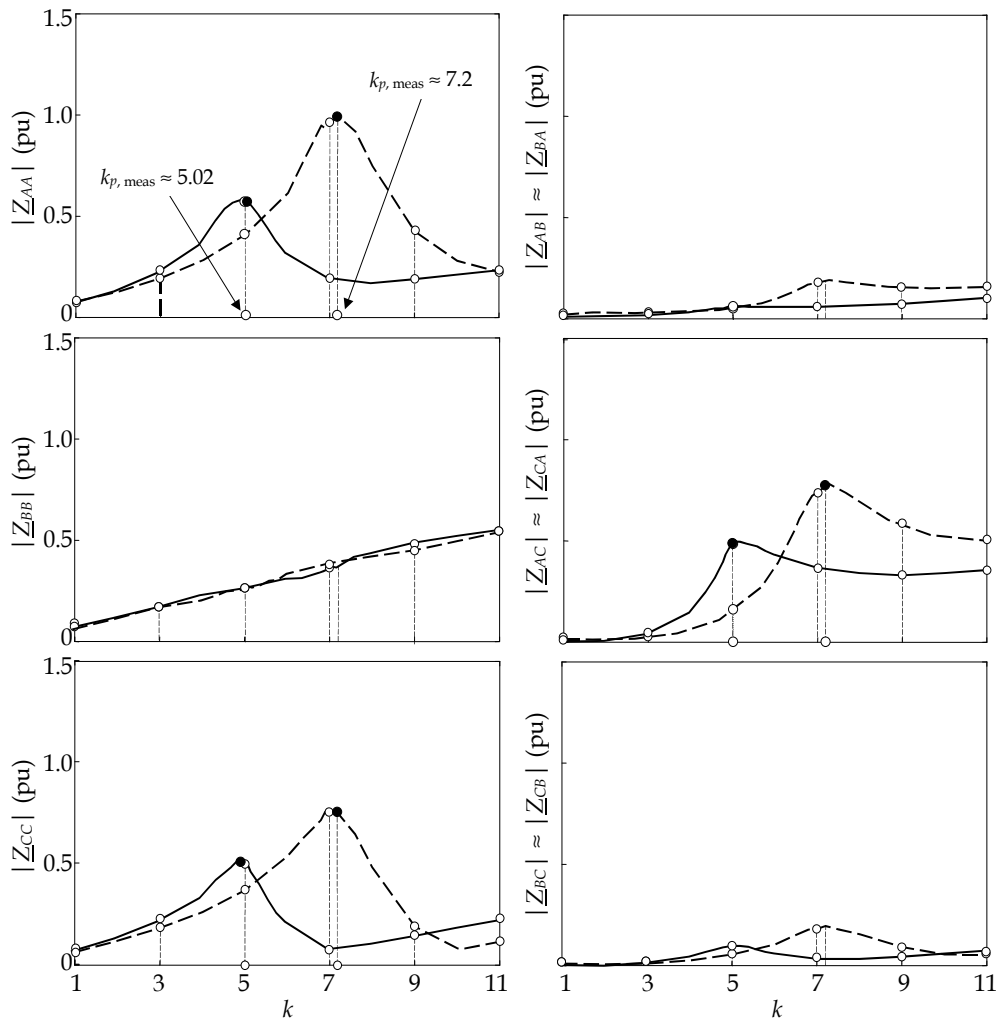 1.5
1.0
0.5
0
|Z_AA| (pu)
k_p, meas ≈ 5.02
k_p, meas ≈ 7.2
|Z_AB| ≈ |Z_BA| (pu)
1.5
1.0
0.5
0
|Z_BB| (pu)
|Z_AC| ≈ |Z_CA| (pu)
1.5
1.0
0.5
0
|Z_CC| (pu)
1 3 5 7 9 11
k
|Z_BC| ≈ |Z_CB| (pu)
1 3 5 7 9 11
k